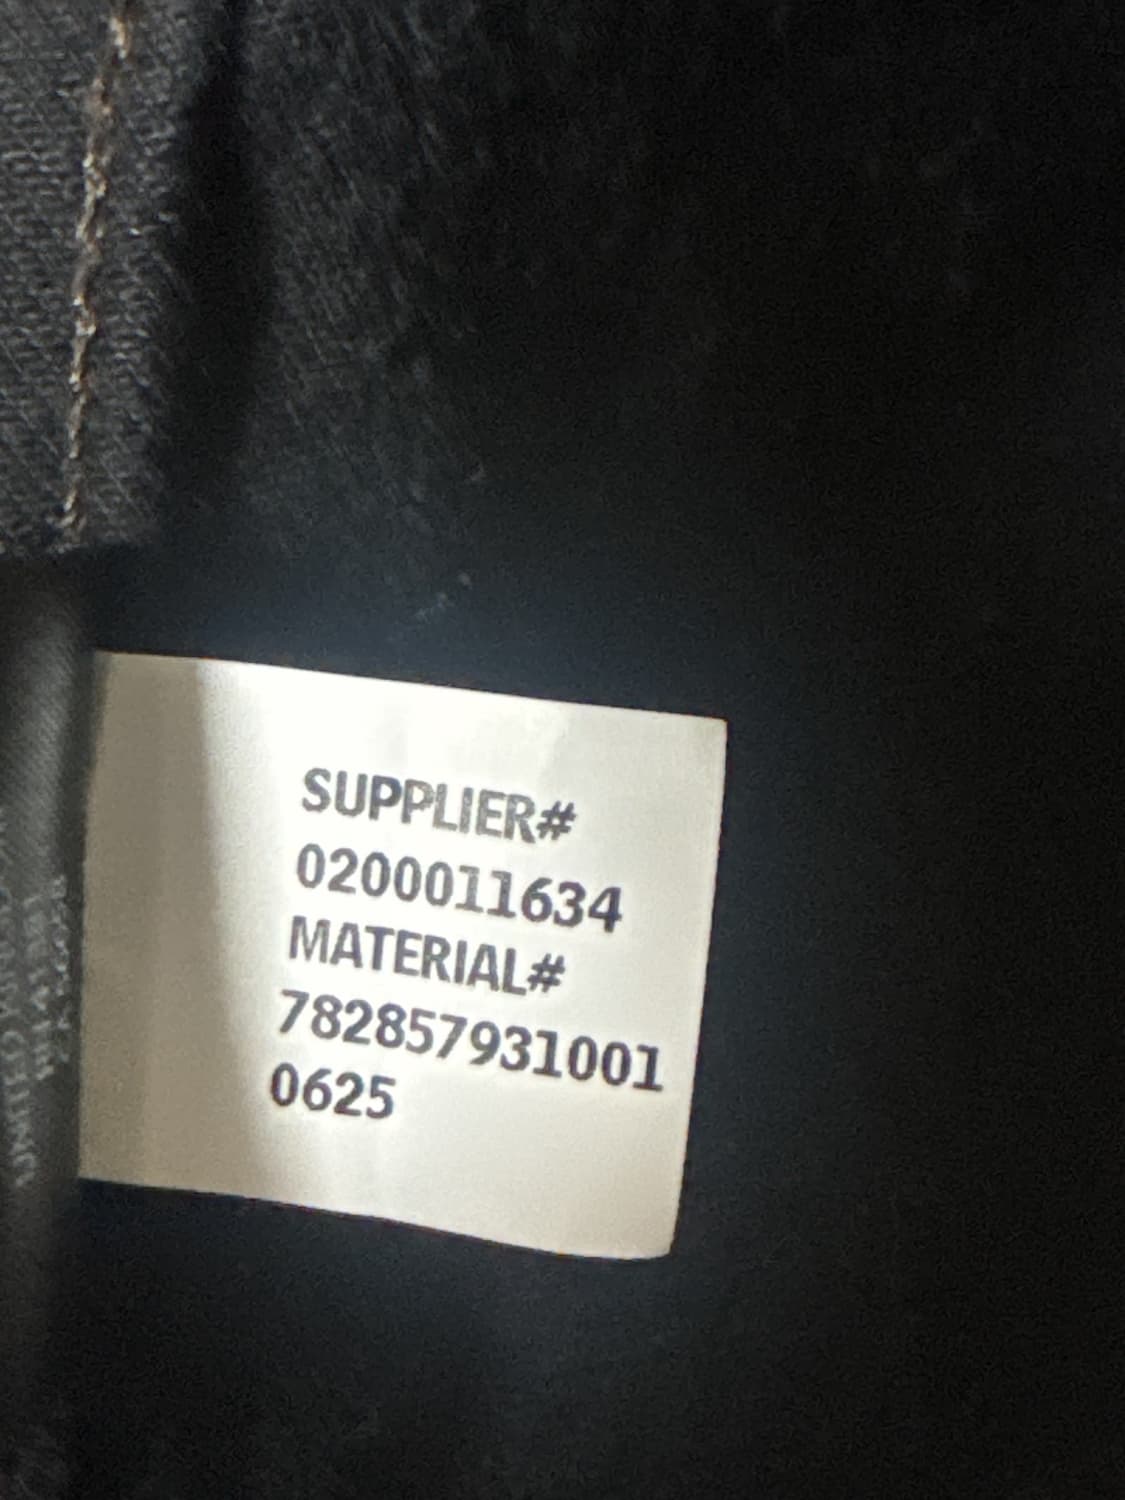 SUPPLIER#
0200011634
MATERIAL#
782857931001
0625